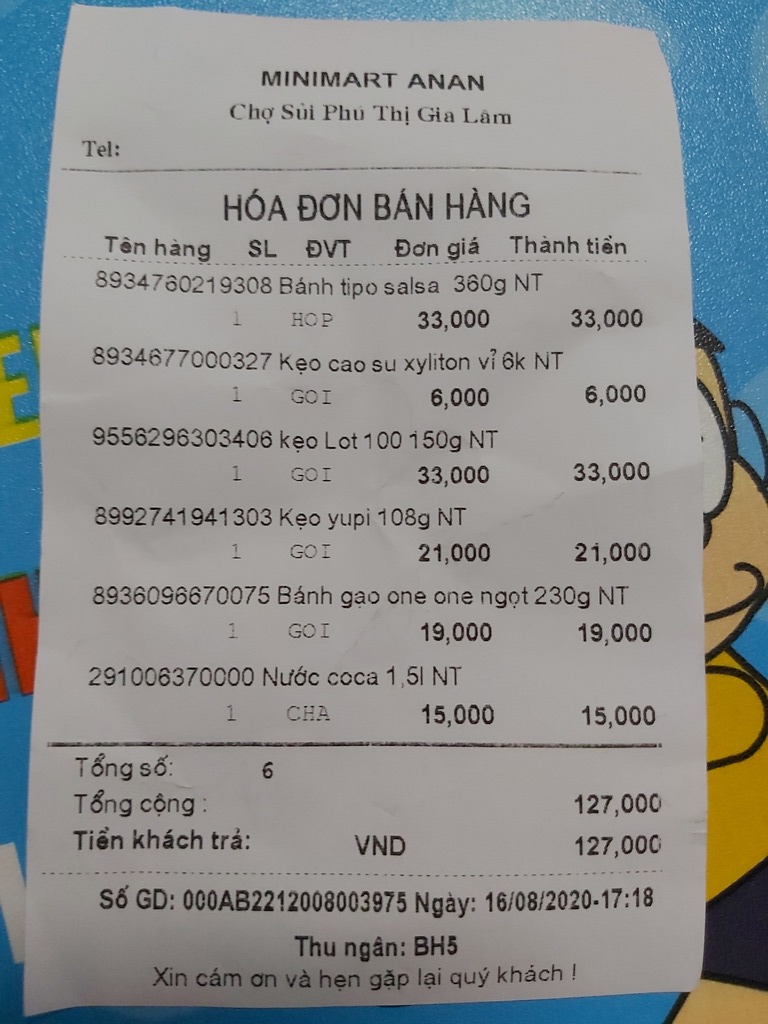 MINIMART ANAN
Chợ Sủi Phú Thị Gia Lâm
Tel:
HÓA ĐƠN BÁN HÀNG
Tên hàng SL ĐVT Đơn giá Thành tiền
8934760219308 Bánh tipo salsa 360g NT
1 HOP 33,000 33,000
8934677000327 Kẹo cao su xyliton vỉ 6k NT
1 GOI 6,000 6,000
9556296303406 kẹo Lot 100 150g NT
1 GOI 33,000 33,000
8992741941303 Kẹo yupi 108g NT
1 GOI 21,000 21,000
8936096670075 Bánh gạo one one ngọt 230g NT
1 GOI 19,000 19,000
291006370000 Nước coca 1,5l NT
1 CHA 15,000 15,000
Tổng số: 6
Tổng cộng : 127,000
Tiền khách trả: VND 127,000
Số GD: 000AB2212008003975 Ngày: 16/08/2020-17:18
Thu ngân: BH5
Xin cám ơn và hẹn gặp lại quý khách !